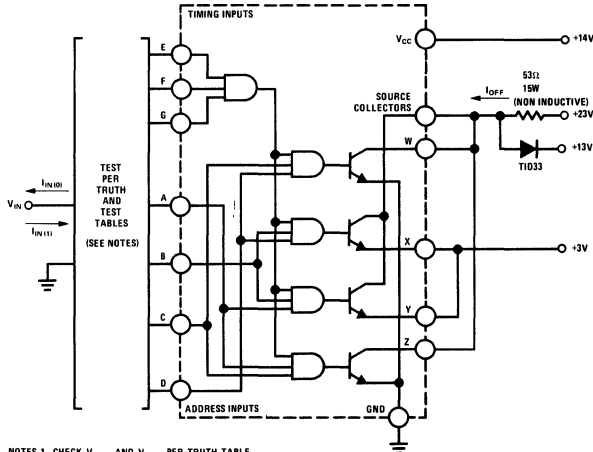 TIMING INPUTS
VCC
+14V
E
F
G
SOURCE
COLLECTORS
IOFF
53Ω
15W
(NON INDUCTIVE)
+23V
W
+13V
TID33
TEST
PER
TRUTH
AND
TEST
TABLES
(SEE NOTES)
IIN(0)
VIN
IIN(1)
A
B
C
D
X
+3V
Y
Z
ADDRESS INPUTS
GND
NOTES 1. CHECK V AND V PER TRUTH TABLE